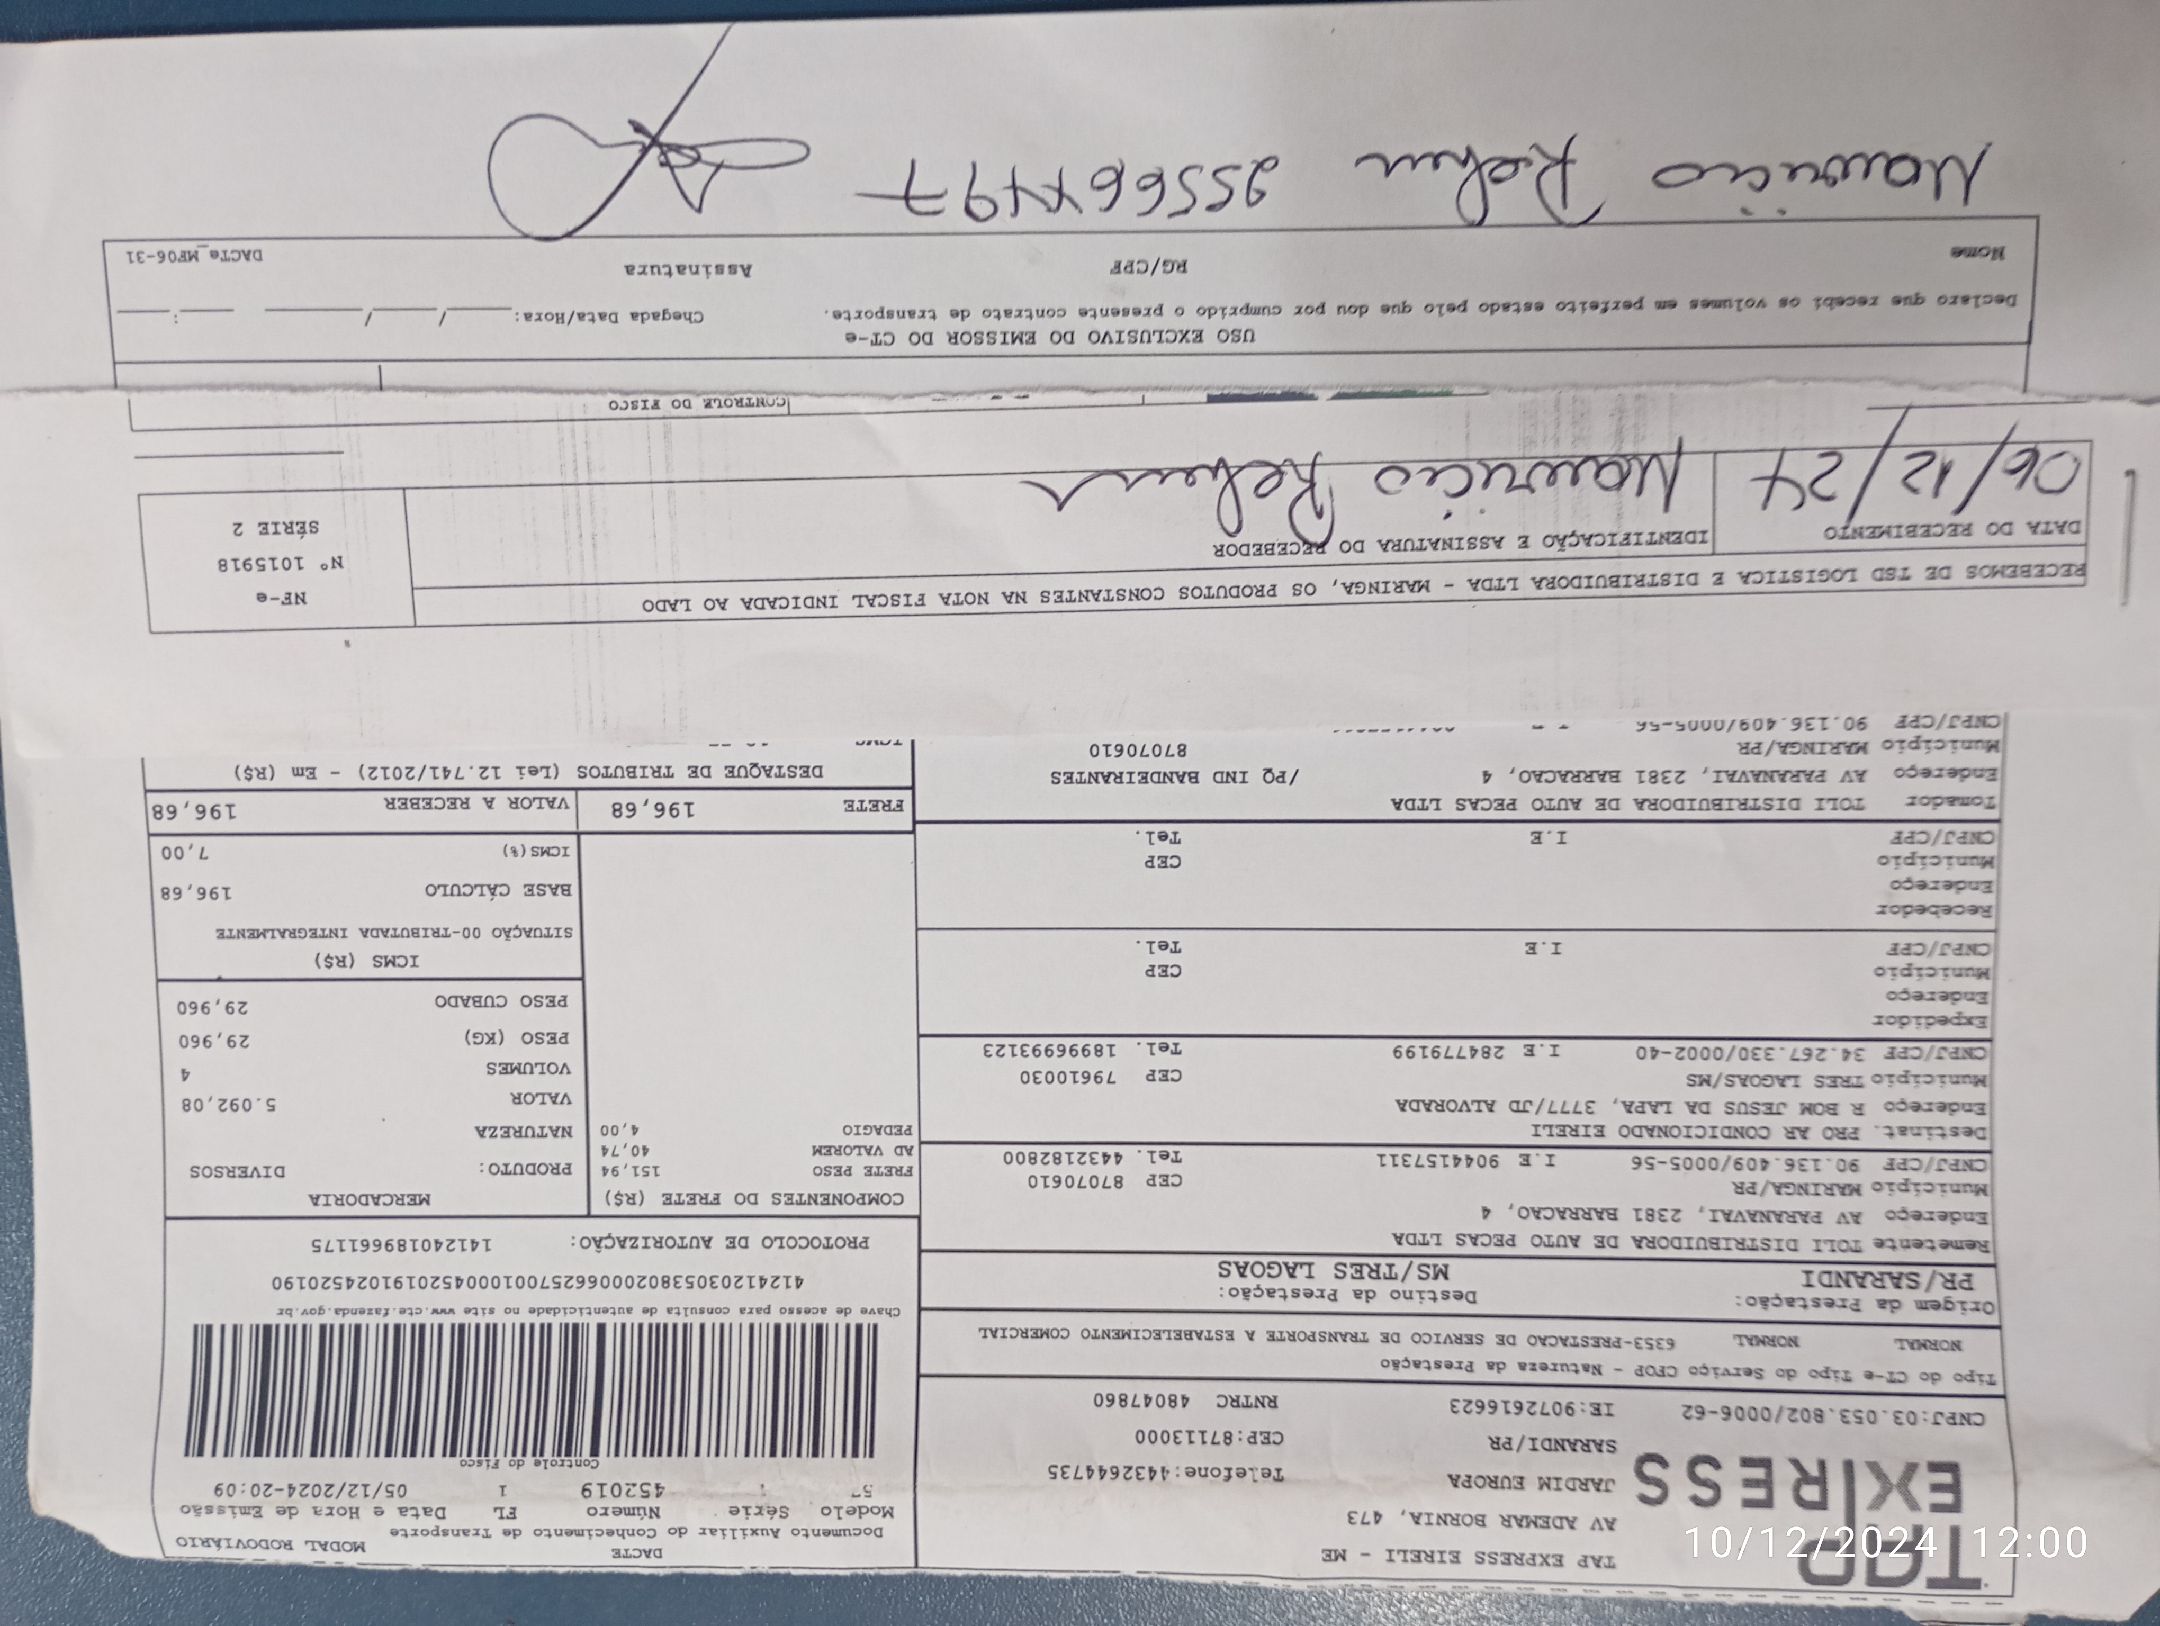 TAP
EXPRESS
TAP EXPRESS EIRELI - ME
AV ADEMAR BORNIA, 473
JARDIM EUROPA Telefone:4432644735
SARANDI/PR CEP:87113000
CNPJ:03.053.802/0006-62 IE:9072616623 RNTRC 48047860
DACTE MODAL RODOVIÁRIO
Documento Auxiliar do Conhecimento de Transporte
Modelo Série Número FL Data e Hora de Emissão
57 452019 1 05/12/2024-20:09
Controle do Fisco
Chave de acesso para consulta de autenticidade no site www.cte.fazenda.gov.br
41241203053802000662570010004520191024520190
PROTOCOLO DE AUTORIZAÇÃO: 141240189661175
Tipo do CT-e Tipo do Serviço CFOP - Natureza da Prestação
NORMAL NORMAL 6353-PRESTACAO DE SERVICO DE TRANSPORTE A ESTABELECIMENTO COMERCIAL
Origem da Prestação: Destino da Prestação:
PR/SARANDI MS/TRES LAGOAS
Remetente TOLI DISTRIBUIDORA DE AUTO PECAS LTDA
Endereço AV PARANAVAI, 2381 BARRACAO, 4
Município MARINGA/PR CEP 87070610
CNPJ/CPF 90.136.409/0005-56 I.E 9044157311 Tel. 4432182800
Destinat. PRO AR CONDICIONADO EIRELI
Endereço R BOM JESUS DA LAPA, 3777/JD ALVORADA
Município TRES LAGOAS/MS CEP 79610030
CNPJ/CPF 34.267.330/0002-40 I.E 284779199 Tel. 18996993123
Expedidor
Endereço
Município CEP
CNPJ/CPF I.E Tel.
Recebedor
Endereço
Município CEP
CNPJ/CPF I.E Tel.
Tomador TOLI DISTRIBUIDORA DE AUTO PECAS LTDA
Endereço AV PARANAVAI, 2381 BARRACAO, 4 /PQ IND BANDEIRANTES
Município MARINGA/PR 87070610
CNPJ/CPF 90.136.409/0005-56
COMPONENTES DO FRETE (R$)
FRETE PESO 151,94
AD VALOREM 40,74
PEDAGIO 4,00
MERCADORIA
PRODUTO: DIVERSOS
NATUREZA
VALOR 5.092,08
VOLUMES 4
PESO (KG) 29,960
PESO CUBADO 29,960
ICMS (R$)
SITUAÇÃO 00-TRIBUTADA INTEGRALMENTE
BASE CÁLCULO 196,68
ICMS(%) 7,00
FRETE 196,68 VALOR A RECEBER 196,68
DESTAQUE DE TRIBUTOS (Lei 12.741/2012) - Em (R$)
RECEBEMOS DE TSD LOGISTICA E DISTRIBUIDORA LTDA - MARINGA, OS PRODUTOS CONSTANTES NA NOTA FISCAL INDICADA AO LADO
NF-e
Nº 1015918
SÉRIE 2
DATA DO RECEBIMENTO IDENTIFICAÇÃO E ASSINATURA DO RECEBEDOR
06/12/24 Mauricio
CONTROLE DO FISCO
USO EXCLUSIVO DO EMISSOR DO CT-e
Declaro que recebi os volumes em perfeito estado pelo que dou por cumprido o presente contrato de transporte. Chegada Data/Hora: ____/____/______ ____:____
Nome RG/CPF Assinatura DACTe_MF06-31
Mauricio
10/12/2024 12:00